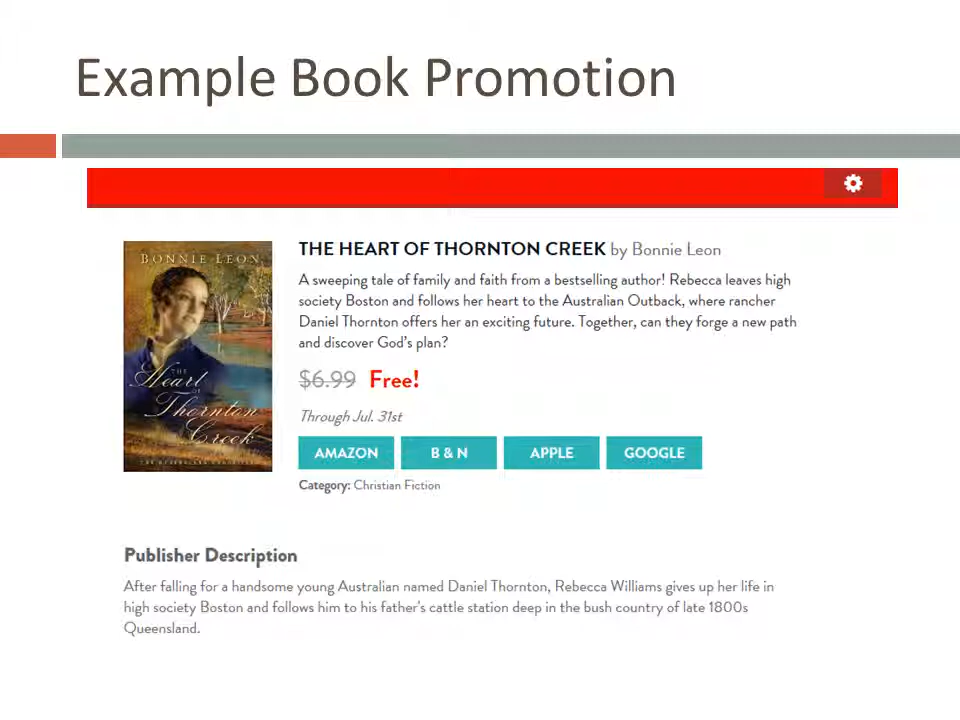 Example Book Promotion
BONNIE LEON
THE
Heart
OF
Thornton
Creek
THE HEART OF THORNTON CREEK by Bonnie Leon
A sweeping tale of family and faith from a bestselling author! Rebecca leaves high
society Boston and follows her heart to the Australian Outback, where rancher
Daniel Thornton offers her an exciting future. Together, can they forge a new path
and discover God's plan?
$6.99 Free!
Through Jul. 31st
AMAZON B & N APPLE GOOGLE
Category: Christian Fiction
Publisher Description
After falling for a handsome young Australian named Daniel Thornton, Rebecca Williams gives up her life in
high society Boston and follows him to his father's cattle station deep in the bush country of late 1800s
Queensland.